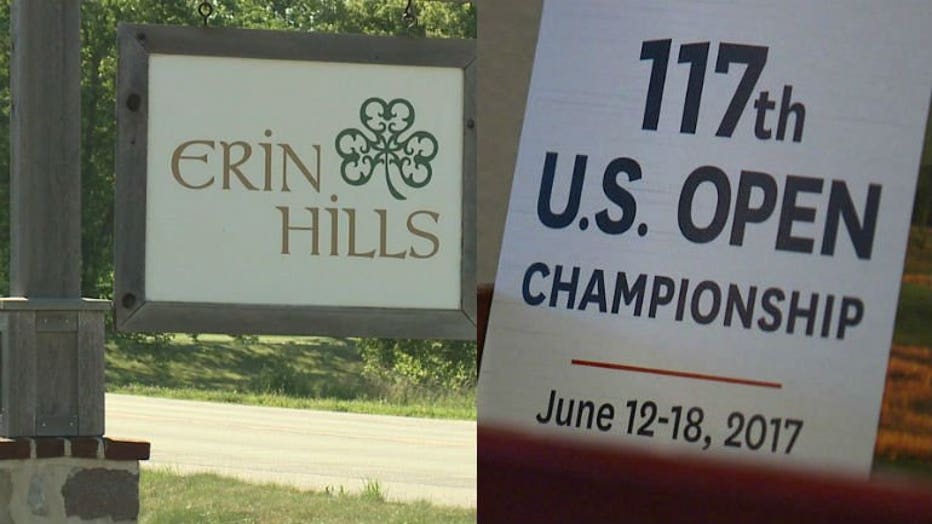 Erin
Hills
117th
U.S. OPEN
CHAMPIONSHIP
June 12-18, 2017